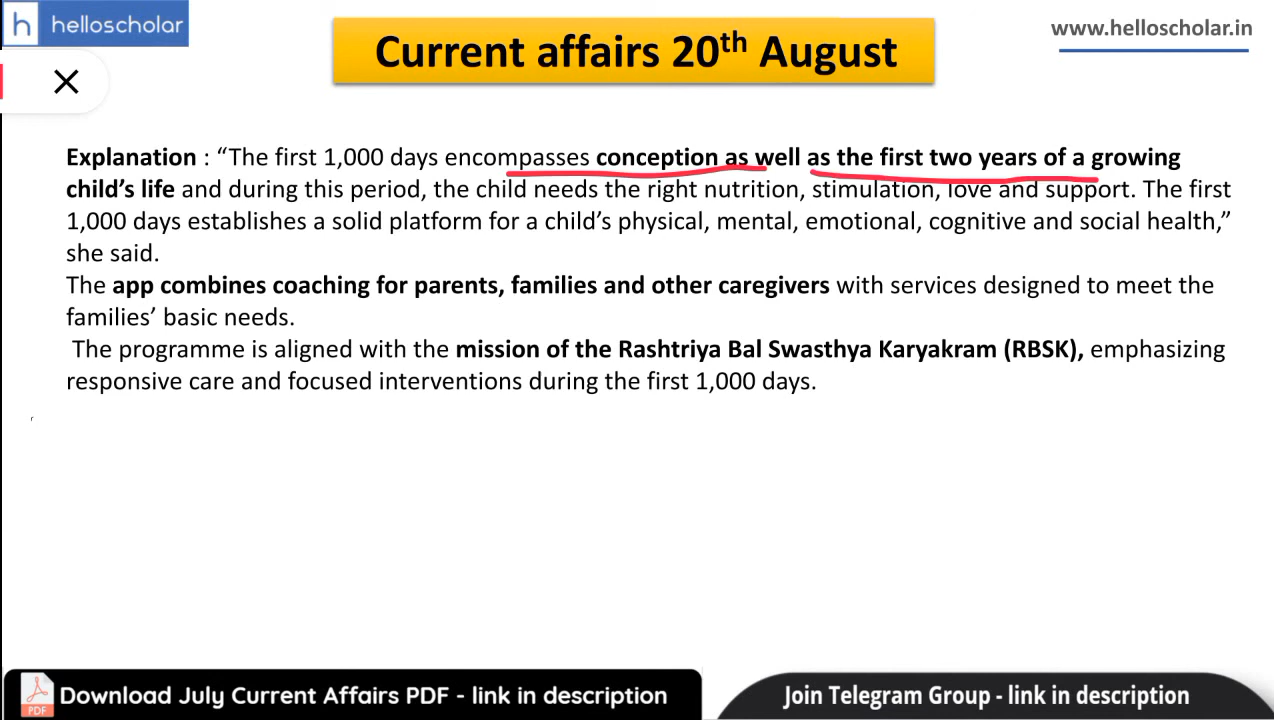 h helloscholar
www.helloscholar.in
Current affairs 20th August
Explanation : “The first 1,000 days encompasses conception as well as the first two years of a growing
child’s life and during this period, the child needs the right nutrition, stimulation, love and support. The first
1,000 days establishes a solid platform for a child’s physical, mental, emotional, cognitive and social health,”
she said.
The app combines coaching for parents, families and other caregivers with services designed to meet the
families’ basic needs.
The programme is aligned with the mission of the Rashtriya Bal Swasthya Karyakram (RBSK), emphasizing
responsive care and focused interventions during the first 1,000 days.
PDF Download July Current Affairs PDF - link in description
Join Telegram Group - link in description